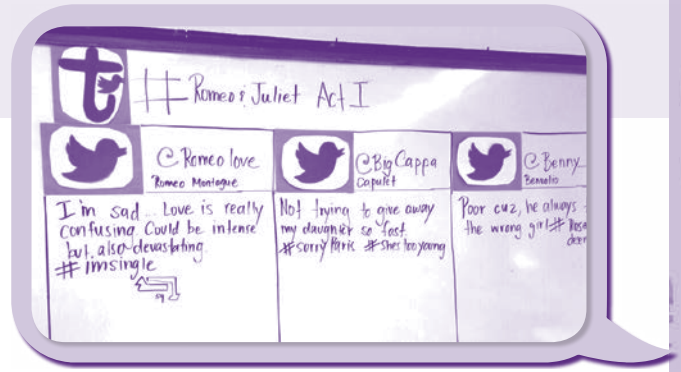 t
# Romeo & Juliet Act I
@Romeo love
Romeo Montague
I'm sad... Love is really
confusing. Could be intense
but also devastating.
#imsingle
@Big Cappa
Capulet
Not trying to give away
my daughter so fast.
#sorryParis #shes too young
@Benny
Benvolio
Poor cuz, he always
the wrong girl #